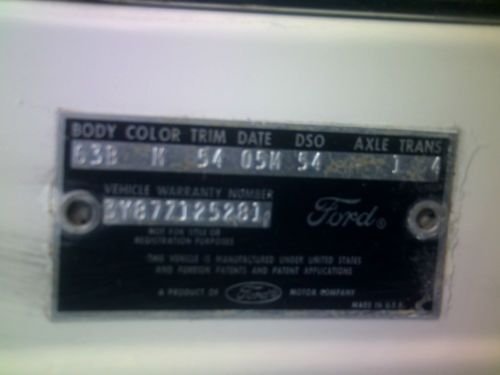 BODY COLOR TRIM DATE DSO AXLE TRANS
63B M 54 05M 54 1 4
VEHICLE WARRANTY NUMBER
3Y87Z125281
Ford®
NOT FOR TITLE OR
REGISTRATION PURPOSES
THIS VEHICLE IS MANUFACTURED UNDER UNITED STATES
AND FOREIGN PATENTS AND PATENT APPLICATIONS
A PRODUCT OF Ford MOTOR COMPANY
MADE IN U.S.A.